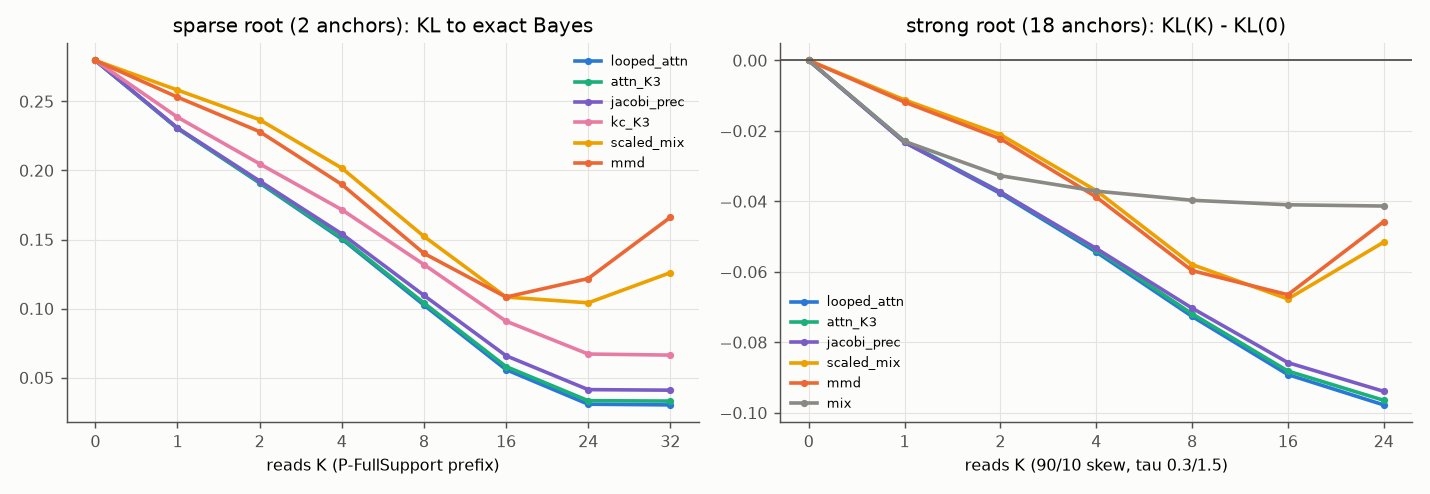 sparse root (2 anchors): KL to exact Bayes
looped_attn
attn_K3
jacobi_prec
kc_K3
scaled_mix
mmd
0.25
0.20
0.15
0.10
0.05
0 1 2 4 8 16 24 32
reads K (P-FullSupport prefix)
strong root (18 anchors): KL(K) - KL(0)
0.00
−0.02
−0.04
−0.06
−0.08
−0.10
looped_attn
attn_K3
jacobi_prec
scaled_mix
mmd
mix
0 1 2 4 8 16 24
reads K (90/10 skew, tau 0.3/1.5)